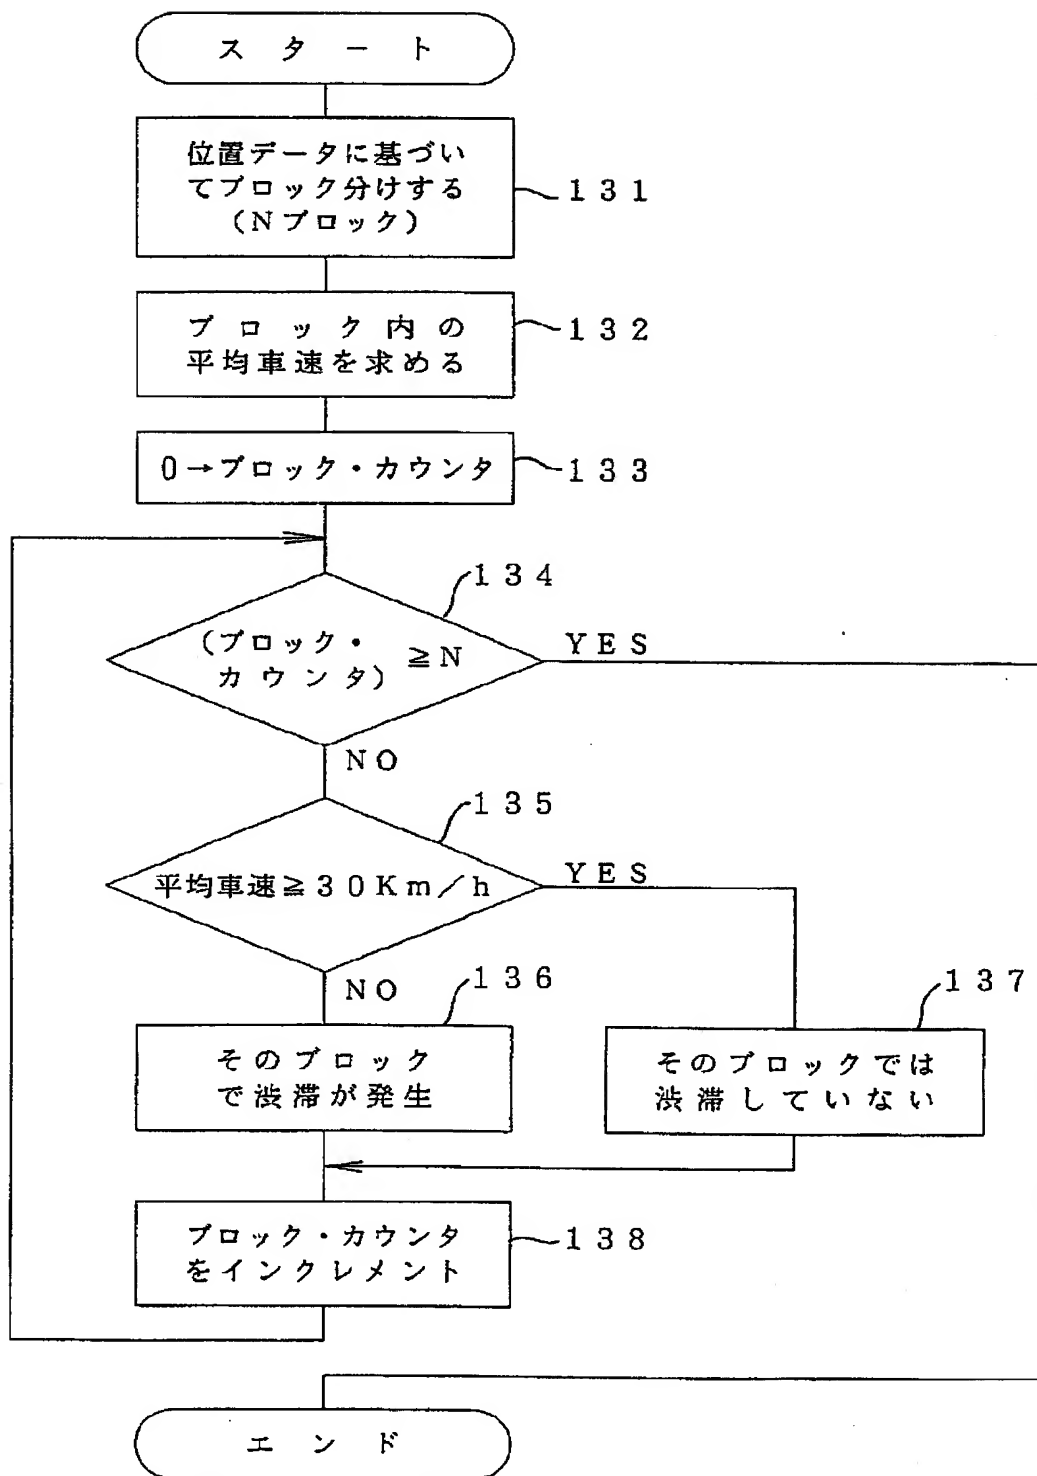 スタート
位置データに基づい
てブロック分けする
(Nブロック)
131
ブロック内の
平均車速を求める
132
0→ブロック・カウンタ
133
134
(ブロック・
カウンタ)
≧N
YES
NO
135
平均車速≧30Km/h
YES
NO
136
137
そのブロック
で渋滞が発生
そのブロックでは
渋滞していない
ブロック・カウンタ
をインクレメント
138
エンド